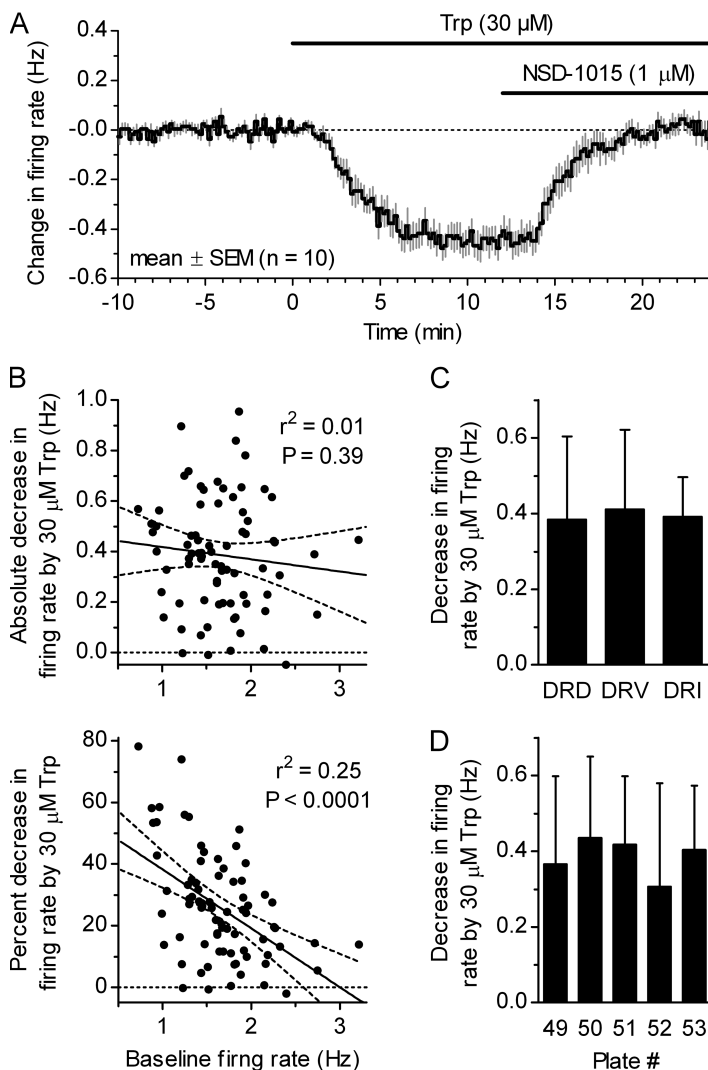 A
Trp (30 µM)
NSD-1015 (1 µM)
Change in firing rate (Hz)
0.4
0.2
-0.0
-0.2
-0.4
-0.6
mean ± SEM (n = 10)
-10 -5 0 5 10 15 20
Time (min)
B
Absolute decrease in
firing rate by 30 µM Trp (Hz)
1.0
0.8
0.6
0.4
0.2
0.0
r² = 0.01
P = 0.39
1 2 3
Percent decrease in
firing rate by 30 µM Trp
80
60
40
20
0
r² = 0.25
P < 0.0001
1 2 3
Baseline firng rate (Hz)
C
Decrease in firing
rate by 30 µM Trp (Hz)
0.6
0.4
0.2
0.0
DRD DRV DRI
D
Decrease in firing
rate by 30 µM Trp (Hz)
0.6
0.4
0.2
0.0
49 50 51 52 53
Plate #